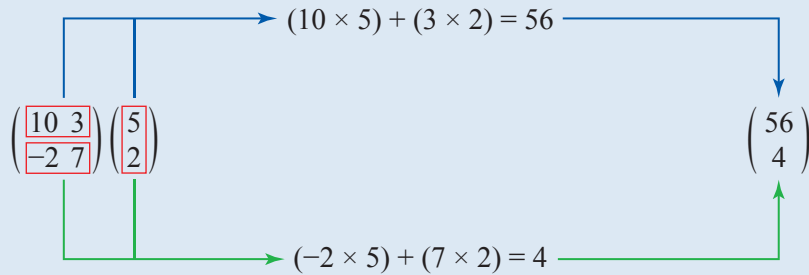 (10 × 5) + (3 × 2) = 56
(10 3) (5) (56)
(−2 7) (2) (4)
(−2 × 5) + (7 × 2) = 4